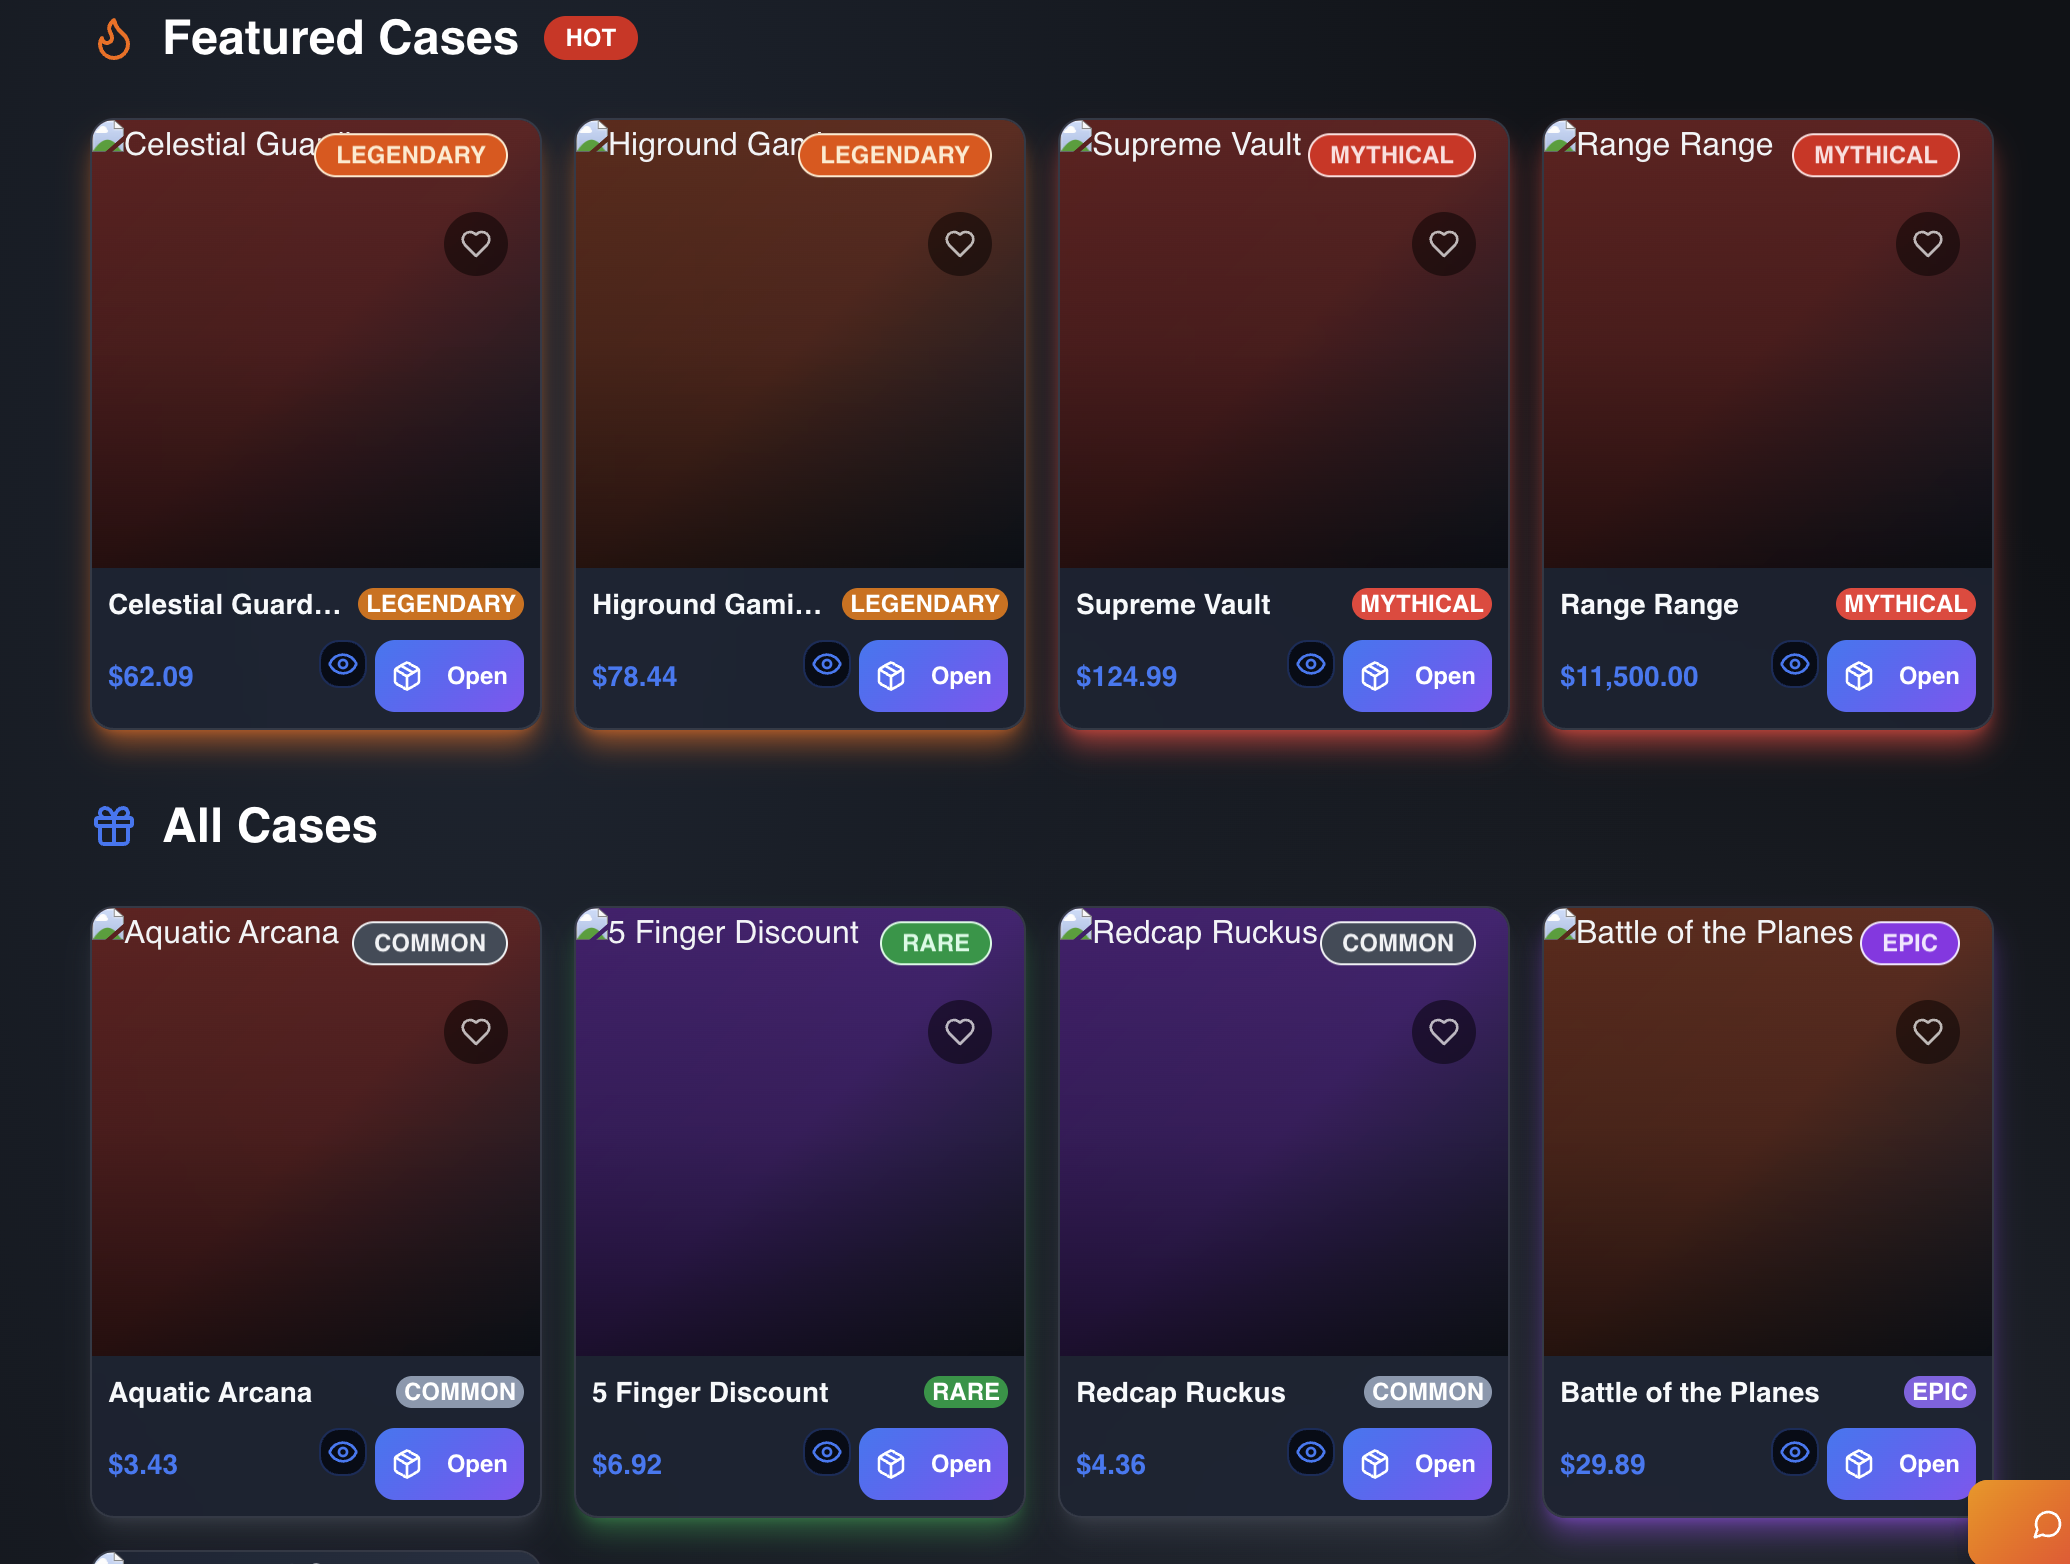 Featured Cases
HOT
Celestial Guardi
LEGENDARY
Higround Gam
LEGENDARY
Supreme Vault
MYTHICAL
Range Range
MYTHICAL
Celestial Guard...
LEGENDARY
$62.09
Open
Higround Gami...
LEGENDARY
$78.44
Open
Supreme Vault
MYTHICAL
$124.99
Open
Range Range
MYTHICAL
$11,500.00
Open
All Cases
Aquatic Arcana
COMMON
5 Finger Discount
RARE
Redcap Ruckus
COMMON
Battle of the Planes
EPIC
Aquatic Arcana
COMMON
$3.43
Open
5 Finger Discount
RARE
$6.92
Open
Redcap Ruckus
COMMON
$4.36
Open
Battle of the Planes
EPIC
$29.89
Open